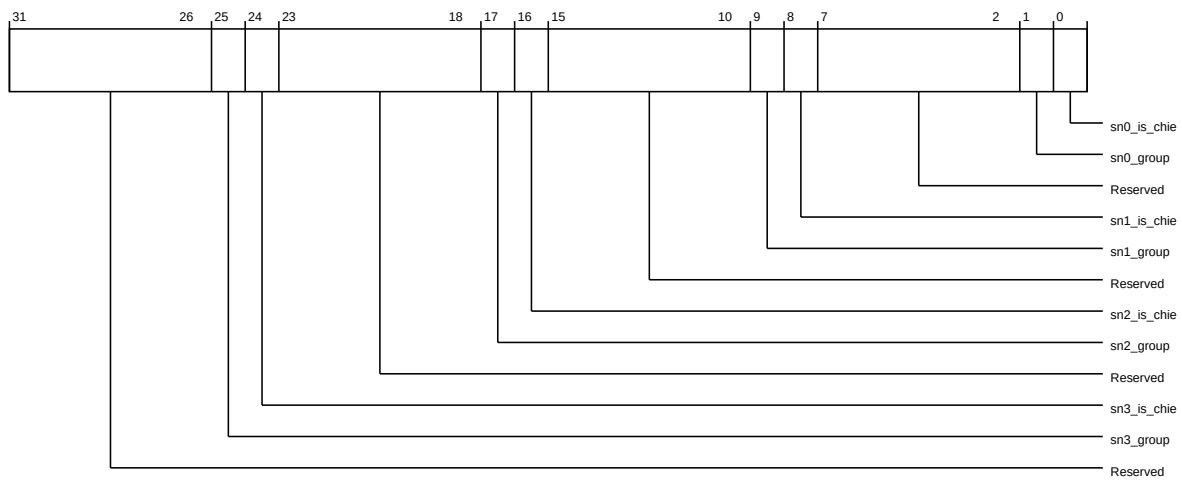 31 26 25 24 23 18 17 16 15 10 9 8 7 2 1 0
sn0_is_chie
sn0_group
Reserved
sn1_is_chie
sn1_group
Reserved
sn2_is_chie
sn2_group
Reserved
sn3_is_chie
sn3_group
Reserved